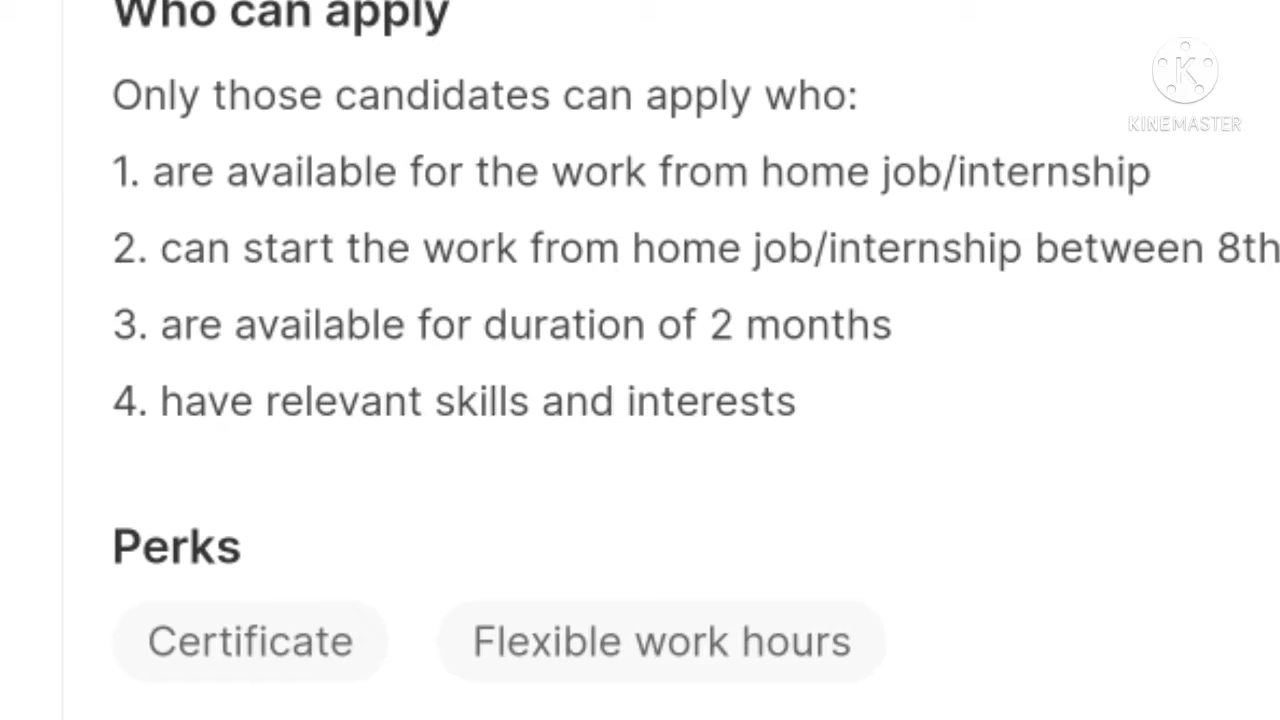 Who can apply
Only those candidates can apply who:
KINEMASTER
1. are available for the work from home job/internship
2. can start the work from home job/internship between 8th
3. are available for duration of 2 months
4. have relevant skills and interests
Perks
Certificate
Flexible work hours